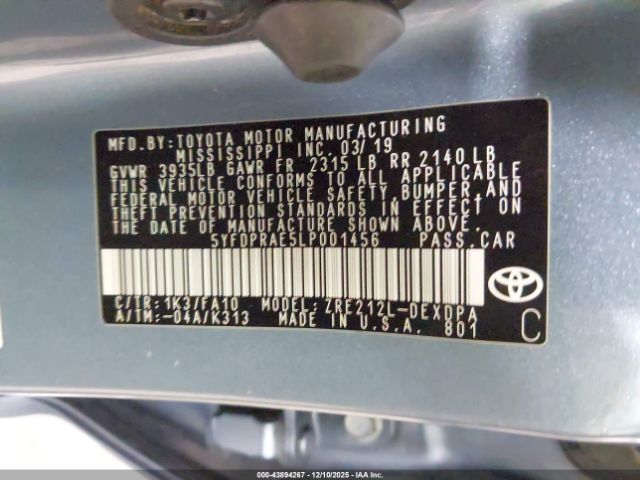 MFD.BY:TOYOTA MOTOR MANUFACTURING
MISSISSIPPI INC. 03/19
GVWR 3935LB GAWR FR 2315 LB RR 2140 LB
THIS VEHICLE CONFORMS TO ALL APPLICABLE
FEDERAL MOTOR VEHICLE SAFETY, BUMPER, AND
THEFT PREVENTION STANDARDS IN EFFECT ON
THE DATE OF MANUFACTURE SHOWN ABOVE.
5YFDPRAE5LP001456 PASS.CAR
C/TR:1K3/FA10 MODEL:ZRE212L-DEXDPA
A/TM:-04A/K313 MADE IN U.S.A. 801
C
000-43894267 - 12/10/2025 - IAAI, Inc.